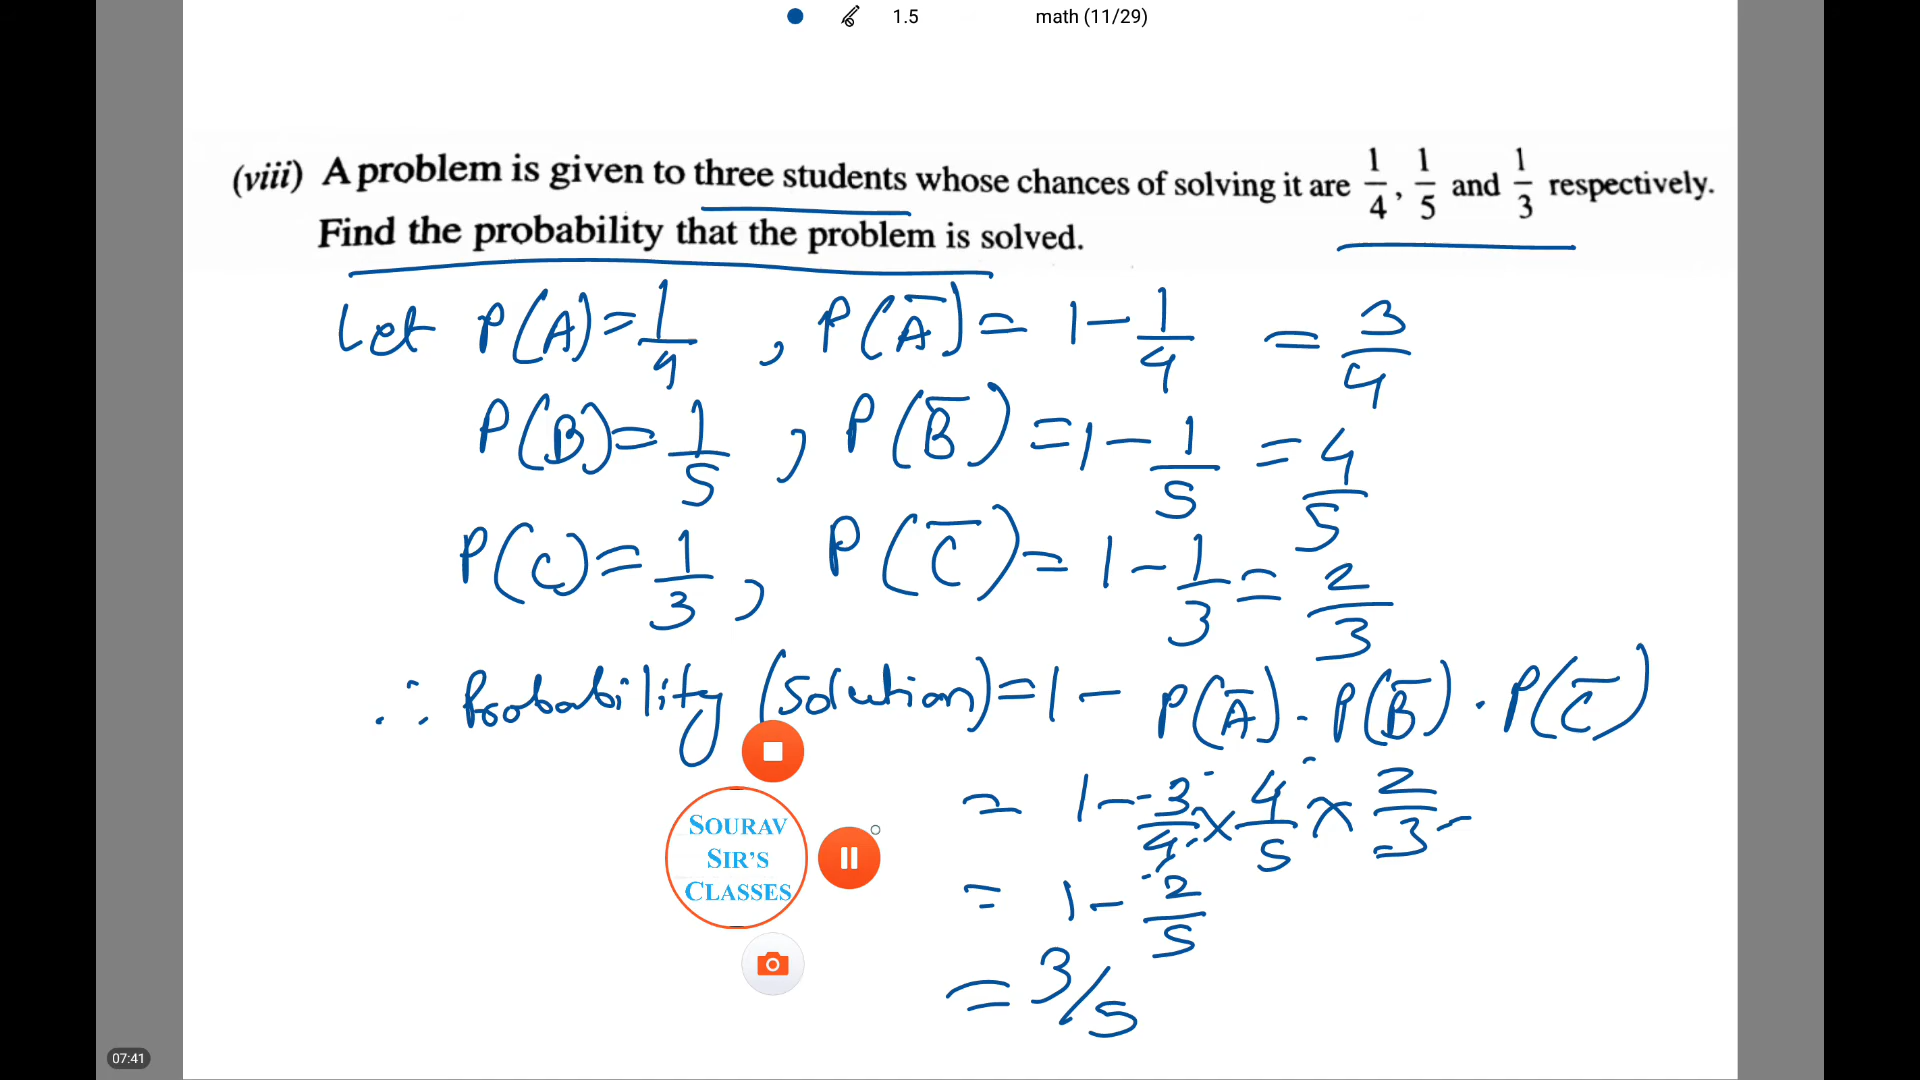 1.5 math (11/29)
(viii) A problem is given to three students whose chances of solving it are 1/4, 1/5 and 1/3 respectively.
Find the probability that the problem is solved.
Let P(A)=1/4 , P(A̅)= 1-1/4 = 3/4
P(B)=1/5 , P(B̅)=1-1/5 = 4/5
P(C)=1/3, P(C̅)= 1-1/3= 2/3
∴ Probability (solution)=1- P(A̅). P(B̅). P(C̅)
= 1-3/4 x 4/5 x 2/3
= 1-2/5
= 3/5
SOURAV
SIR'S
CLASSES
07:41